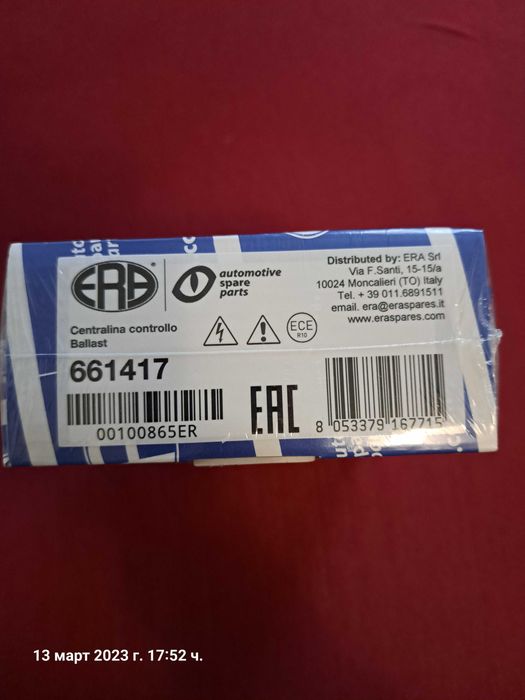 ERA
automotive
spare
parts
Distributed by: ERA Srl
Via F.Santi, 15-15/a
10024 Moncalieri (TO) Italy
Tel. + 39 011.6891511
email. era@eraspares.it
www.eraspares.com
Centralina controllo
Ballast
ECE
R10
661417
00100865ER
EAC
8 053379 167715
13 март 2023 г. 17:52 ч.